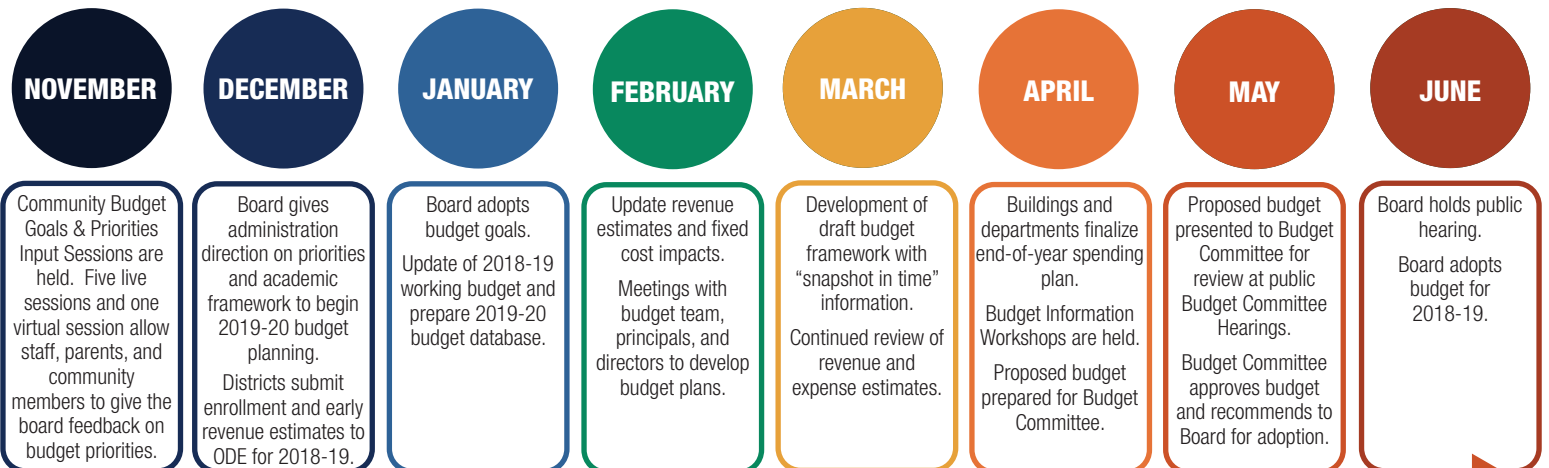 NOVEMBER
Community Budget
Goals & Priorities
Input Sessions are
held. Five live
sessions and one
virtual session allow
staff, parents, and
community
members to give the
board feedback on
budget priorities.
DECEMBER
Board gives
administration
direction on priorities
and academic
framework to begin
2019-20 budget
planning.
Districts submit
enrollment and early
revenue estimates to
ODE for 2018-19.
JANUARY
Board adopts
budget goals.
Update of 2018-19
working budget and
prepare 2019-20
budget database.
FEBRUARY
Update revenue
estimates and fixed
cost impacts.
Meetings with
budget team,
principals, and
directors to develop
budget plans.
MARCH
Development of
draft budget
framework with
“snapshot in time”
information.
Continued review of
revenue and
expense estimates.
APRIL
Buildings and
departments finalize
end-of-year spending
plan.
Budget Information
Workshops are held.
Proposed budget
prepared for Budget
Committee.
MAY
Proposed budget
presented to Budget
Committee for
review at public
Budget Committee
Hearings.
Budget Committee
approves budget
and recommends to
Board for adoption.
JUNE
Board holds public
hearing.
Board adopts
budget for
2018-19.